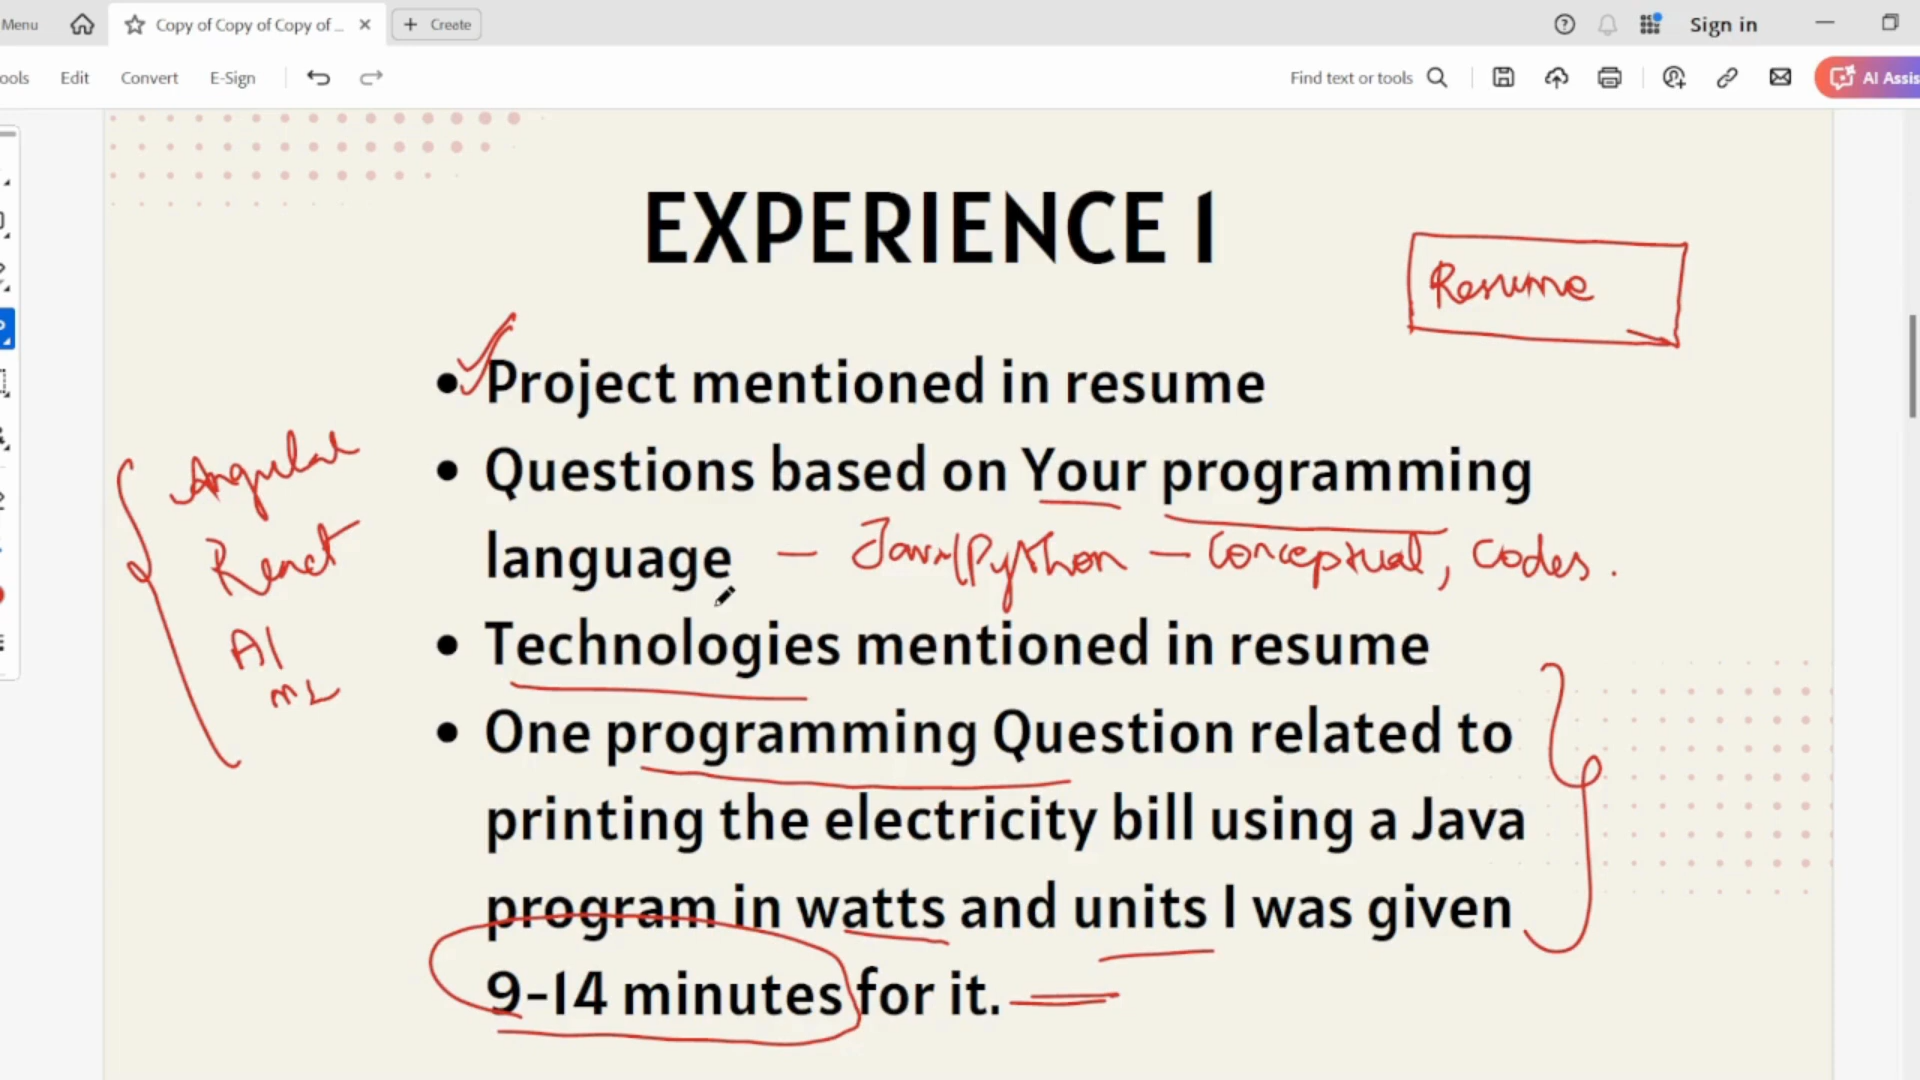 Menu
Copy of Copy of Copy of ...
Create
Sign in
ools
Edit
Convert
E-Sign
Find text or tools
AI Assis
EXPERIENCE 1
Resume
• Project mentioned in resume
• Questions based on Your programming
language — Java/Python — Conceptual, Codes.
• Technologies mentioned in resume
• One programming Question related to
printing the electricity bill using a Java
program in watts and units I was given
9-14 minutes for it.
Angular
React
AI
ML